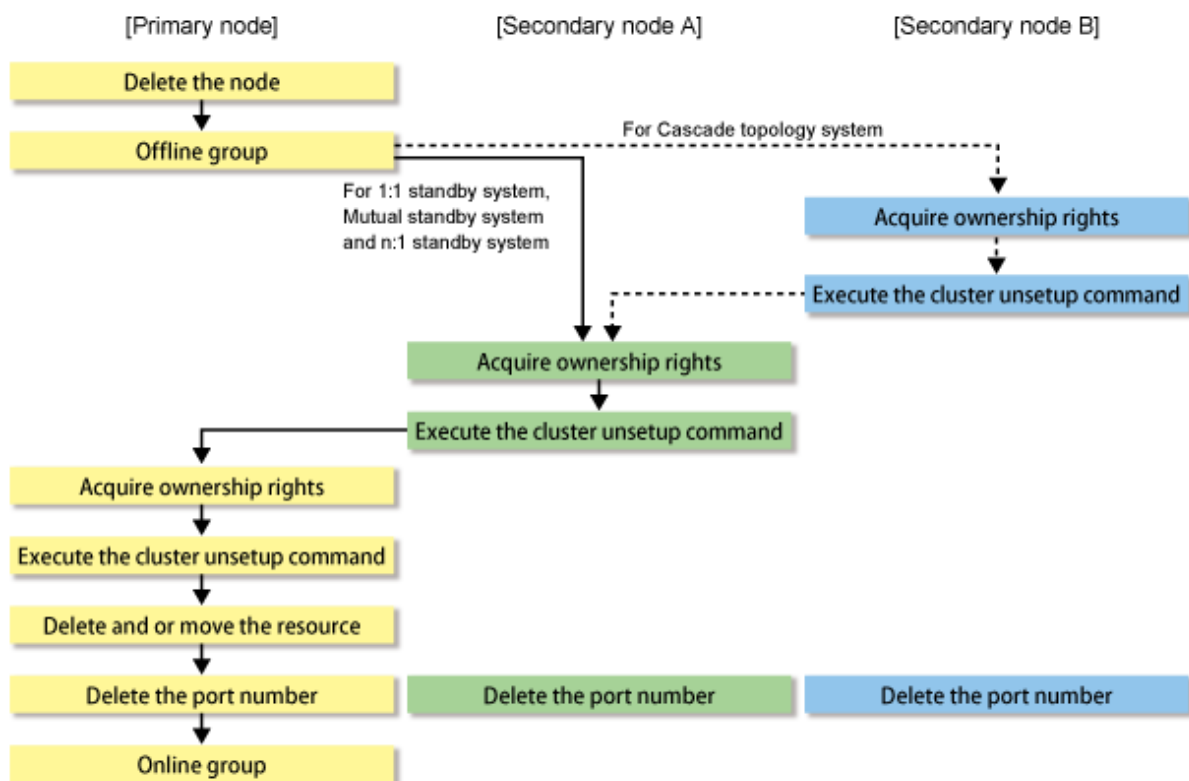 [Primary node]
[Secondary node A]
[Secondary node B]
Delete the node
Offline group
For Cascade topology system
For 1:1 standby system,
Mutual standby system
and n:1 standby system
Acquire ownership rights
Execute the cluster unsetup command
Acquire ownership rights
Execute the cluster unsetup command
Acquire ownership rights
Execute the cluster unsetup command
Delete and or move the resource
Delete the port number
Delete the port number
Delete the port number
Online group